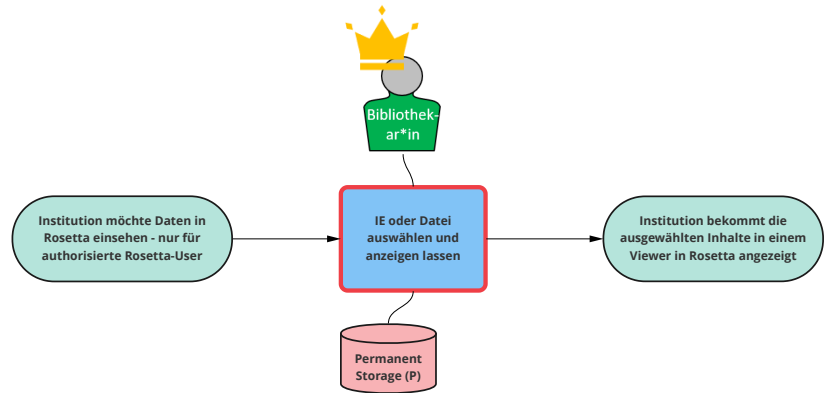 Bibliothek-
ar*in
Institution möchte Daten in
Rosetta einsehen - nur für
authorisierte Rosetta-User
IE oder Datei
auswählen und
anzeigen lassen
Institution bekommt die
ausgewählten Inhalte in einem
Viewer in Rosetta angezeigt
Permanent
Storage (P)